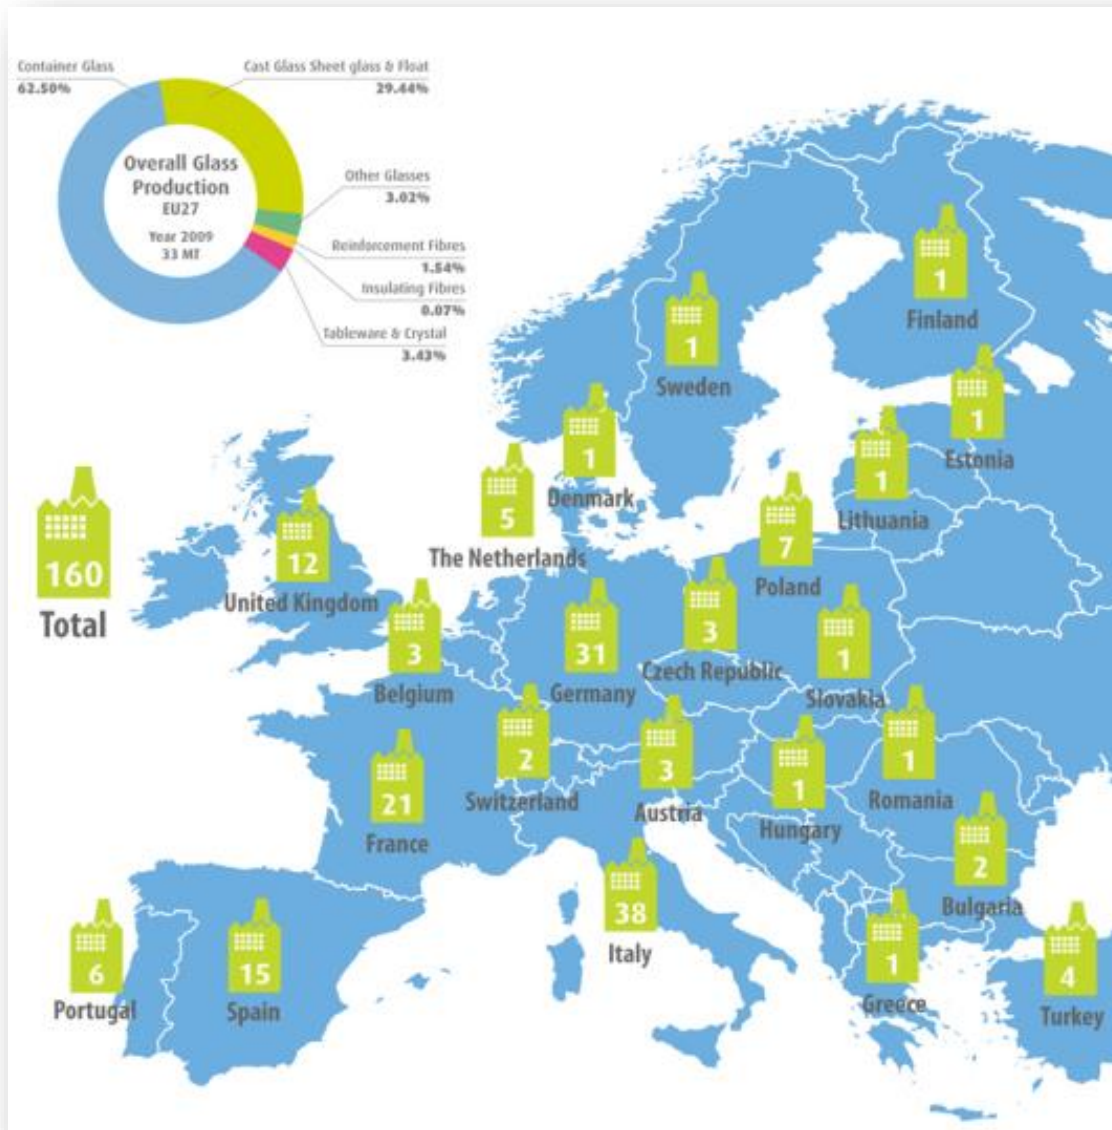 Container Glass
62.50%
Cast Glass Sheet glass & Float
29.44%
Overall Glass
Production
EU27
Year 2009
33 MT
Other Glasses
3.02%
Reinforcement Fibres
1.54%
Insulating Fibres
0.07%
Tableware & Crystal
3.43%
1
Finland
1
Sweden
1
Estonia
1
Denmark
1
Lithuania
5
The Netherlands
7
Poland
160
Total
12
United Kingdom
3
Belgium
31
Germany
3
Czech Republic
1
Slovakia
2
Switzerland
3
Austria
1
Hungary
1
Romania
21
France
2
Bulgaria
38
Italy
6
Portugal
15
Spain
1
Greece
4
Turkey